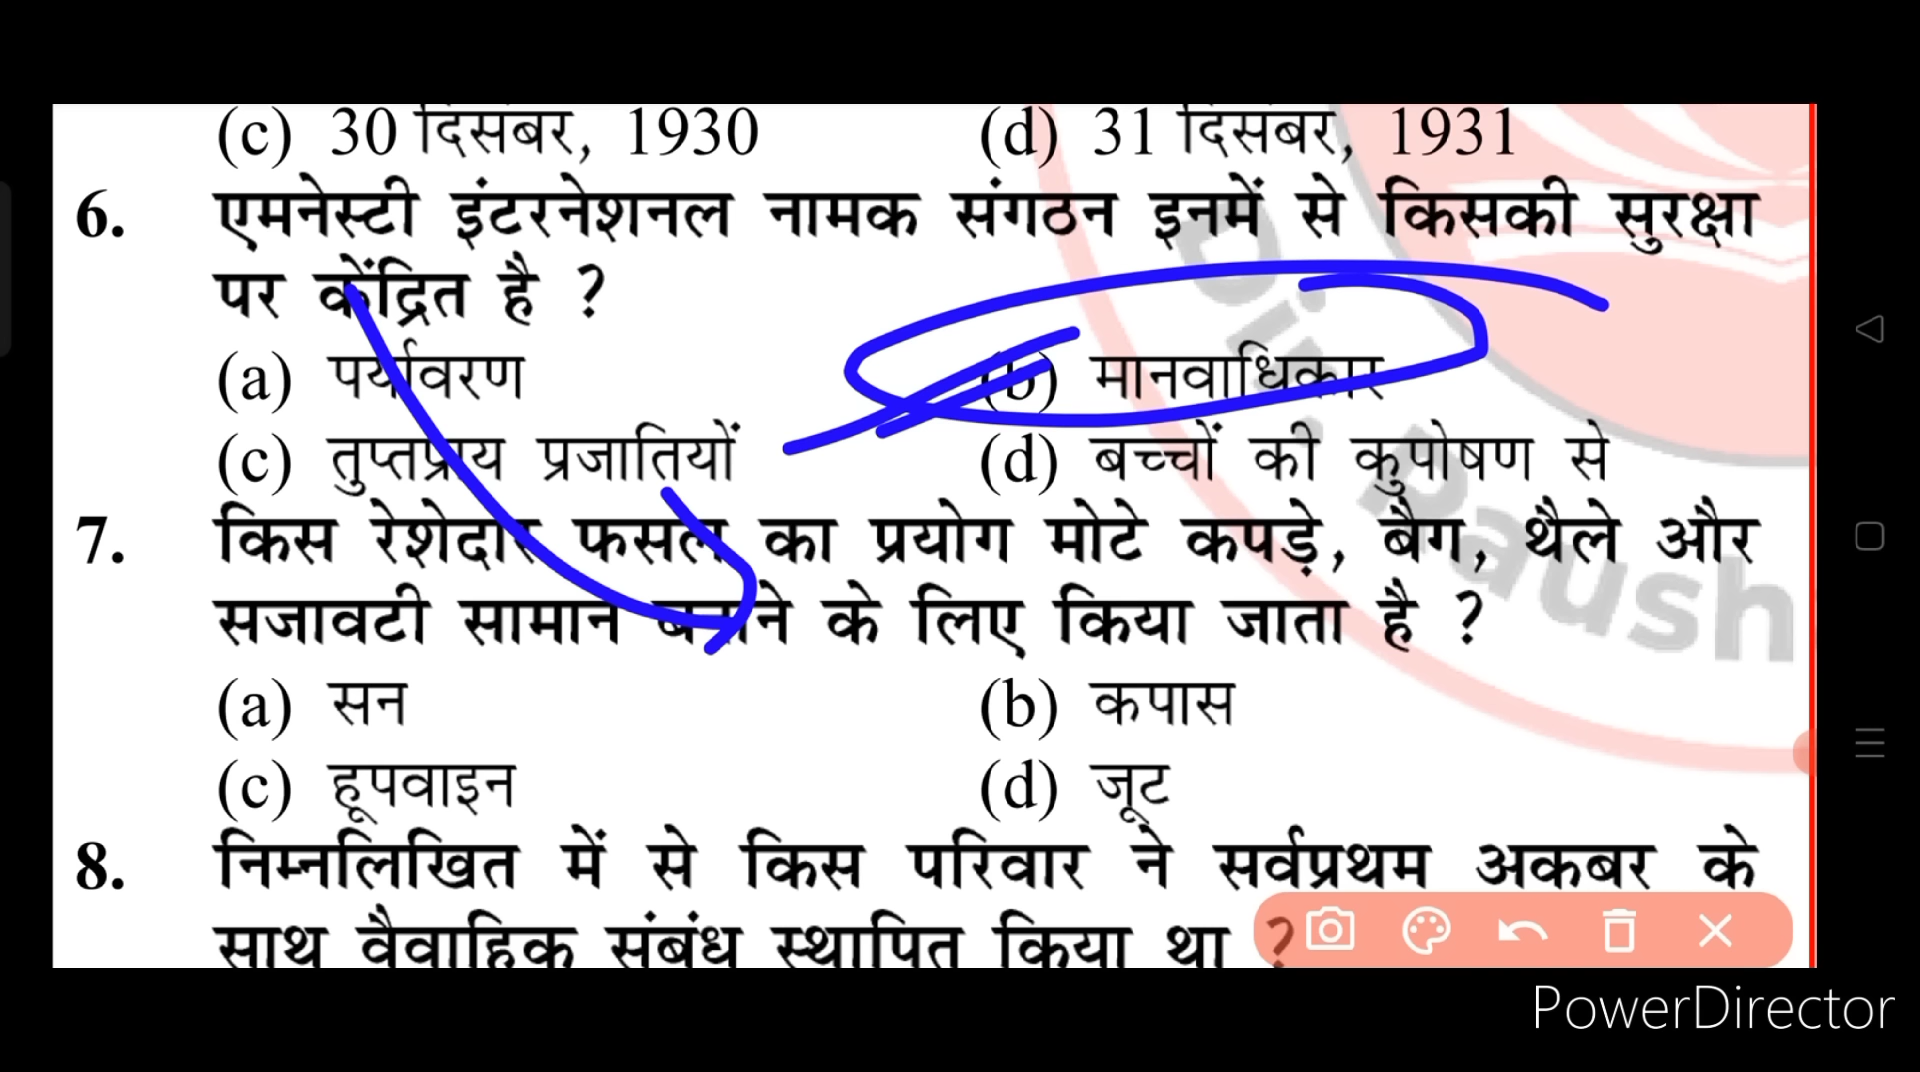 (c) 30 दिसंबर, 1930 (d) 31 दिसंबर, 1931
6. एमनेस्टी इंटरनेशनल नामक संगठन इनमें से किसकी सुरक्षा
पर केंद्रित है ?
(a) पर्यावरण (b) मानवाधिकार
(c) तुप्तप्राय प्रजातियों (d) बच्चों की कुपोषण से
7. किस रेशेदार फसल का प्रयोग मोटे कपड़े, बैग, थैले और
सजावटी सामान बनाने के लिए किया जाता है ?
(a) सन (b) कपास
(c) हूपवाइन (d) जूट
8. निम्नलिखित में से किस परिवार ने सर्वप्रथम अकबर के
साथ वैवाहिक संबंध स्थापित किया था ?
PowerDirector